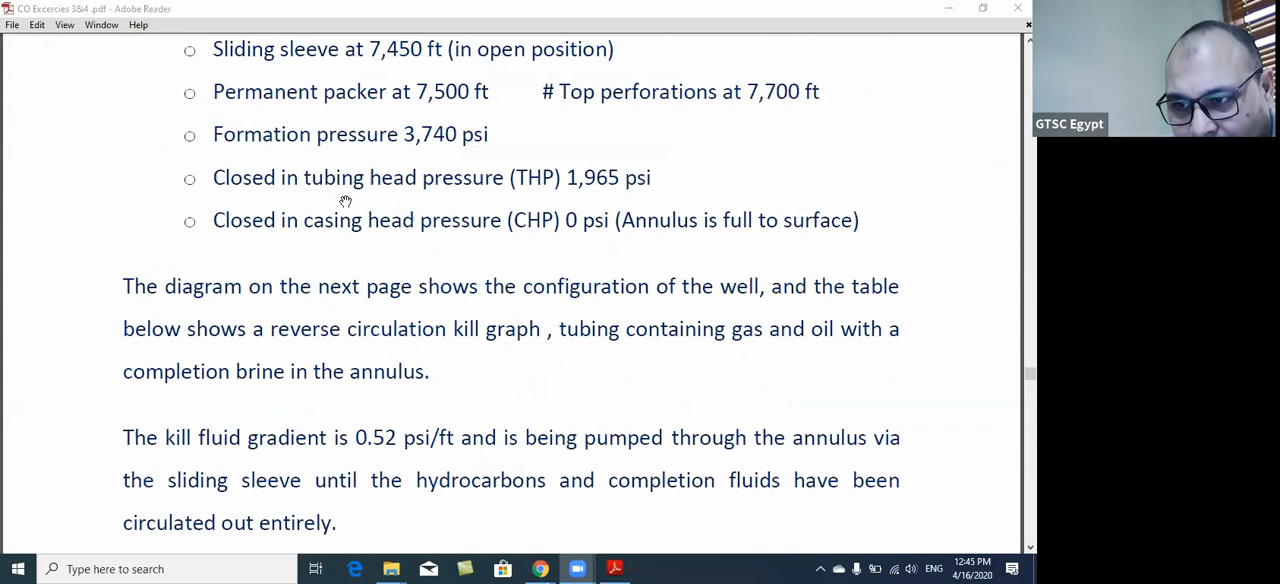 CO Excercies 3&4 .pdf - Adobe Reader
File Edit View Window Help
○ Sliding sleeve at 7,450 ft (in open position)
○ Permanent packer at 7,500 ft # Top perforations at 7,700 ft
○ Formation pressure 3,740 psi
○ Closed in tubing head pressure (THP) 1,965 psi
○ Closed in casing head pressure (CHP) 0 psi (Annulus is full to surface)
The diagram on the next page shows the configuration of the well, and the table
below shows a reverse circulation kill graph , tubing containing gas and oil with a
completion brine in the annulus.
The kill fluid gradient is 0.52 psi/ft and is being pumped through the annulus via
the sliding sleeve until the hydrocarbons and completion fluids have been
circulated out entirely.
GTSC Egypt
Type here to search
ENG
12:45 PM
4/16/2020